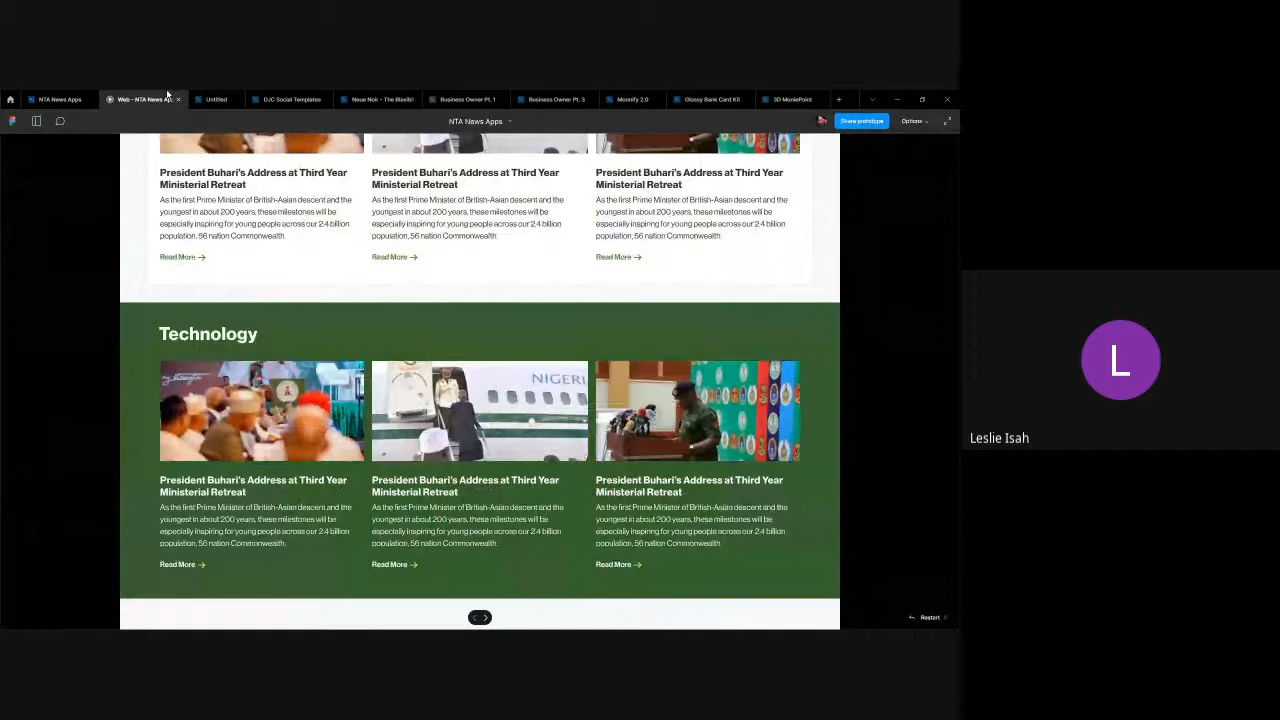 NTA News Apps
Web – NTA News Ap
Untitled
DJC Social Templates
Neue Noir - The Blaxibi
Business Owner Pt. 1
Business Owner Pt. 3
Monnify 2.0
Glossy Bank Card Kit
3D MoniePoint
NTA News Apps
Share prototype
Options
President Buhari's Address at Third Year
Ministerial Retreat
As the first Prime Minister of British-Asian descent and the
youngest in about 200 years, these milestones will be
especially inspiring for young people across our 2.4 billion
population, 56 nation Commonwealth.
Read More
President Buhari's Address at Third Year
Ministerial Retreat
As the first Prime Minister of British-Asian descent and the
youngest in about 200 years, these milestones will be
especially inspiring for young people across our 2.4 billion
population, 56 nation Commonwealth.
Read More
President Buhari's Address at Third Year
Ministerial Retreat
As the first Prime Minister of British-Asian descent and the
youngest in about 200 years, these milestones will be
especially inspiring for young people across our 2.4 billion
population, 56 nation Commonwealth.
Read More
Technology
NIGERI
President Buhari's Address at Third Year
Ministerial Retreat
As the first Prime Minister of British-Asian descent and the
youngest in about 200 years, these milestones will be
especially inspiring for young people across our 2.4 billion
population, 56 nation Commonwealth.
Read More
President Buhari's Address at Third Year
Ministerial Retreat
As the first Prime Minister of British-Asian descent and the
youngest in about 200 years, these milestones will be
especially inspiring for young people across our 2.4 billion
population, 56 nation Commonwealth.
Read More
President Buhari's Address at Third Year
Ministerial Retreat
As the first Prime Minister of British-Asian descent and the
youngest in about 200 years, these milestones will be
especially inspiring for young people across our 2.4 billion
population, 56 nation Commonwealth.
Read More
Restart
L
Leslie Isah